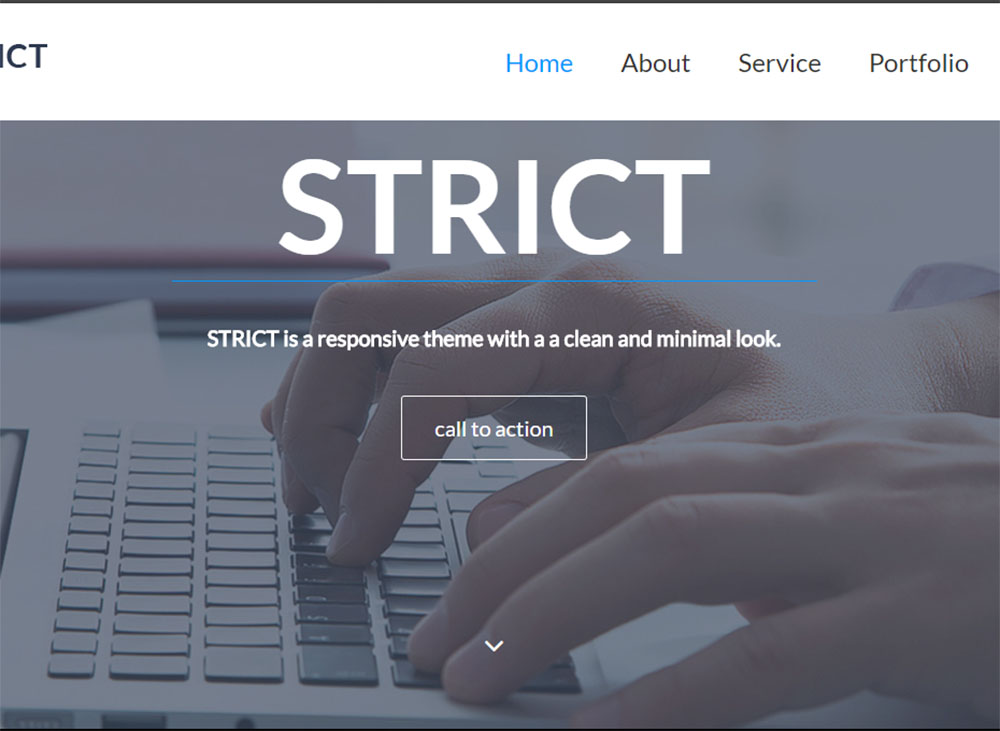 ICT
Home About Service Portfolio
STRICT
STRICT is a responsive theme with a a clean and minimal look.
call to action